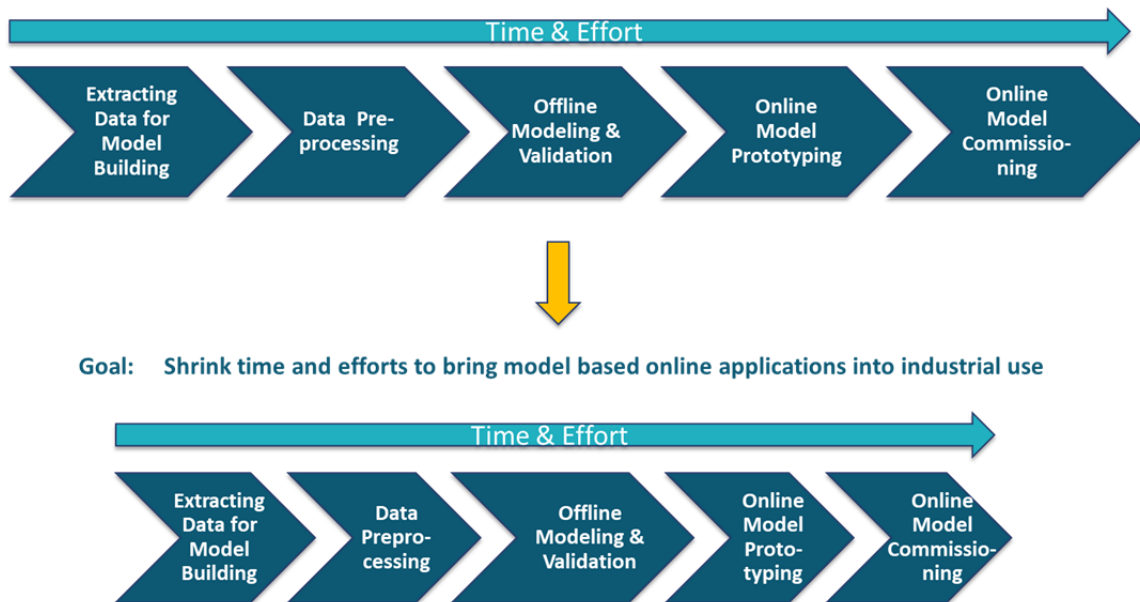 Time & Effort
Extracting
Data for
Model
Building
Data Pre-
processing
Offline
Modeling &
Validation
Online
Model
Prototyping
Online
Model
Commissio-
ning
Goal: Shrink time and efforts to bring model based online applications into industrial use
Time & Effort
Extracting
Data for
Model
Building
Data
Prepro-
cessing
Offline
Modeling &
Validation
Online
Model
Proto-
typing
Online
Model
Commissio-
ning